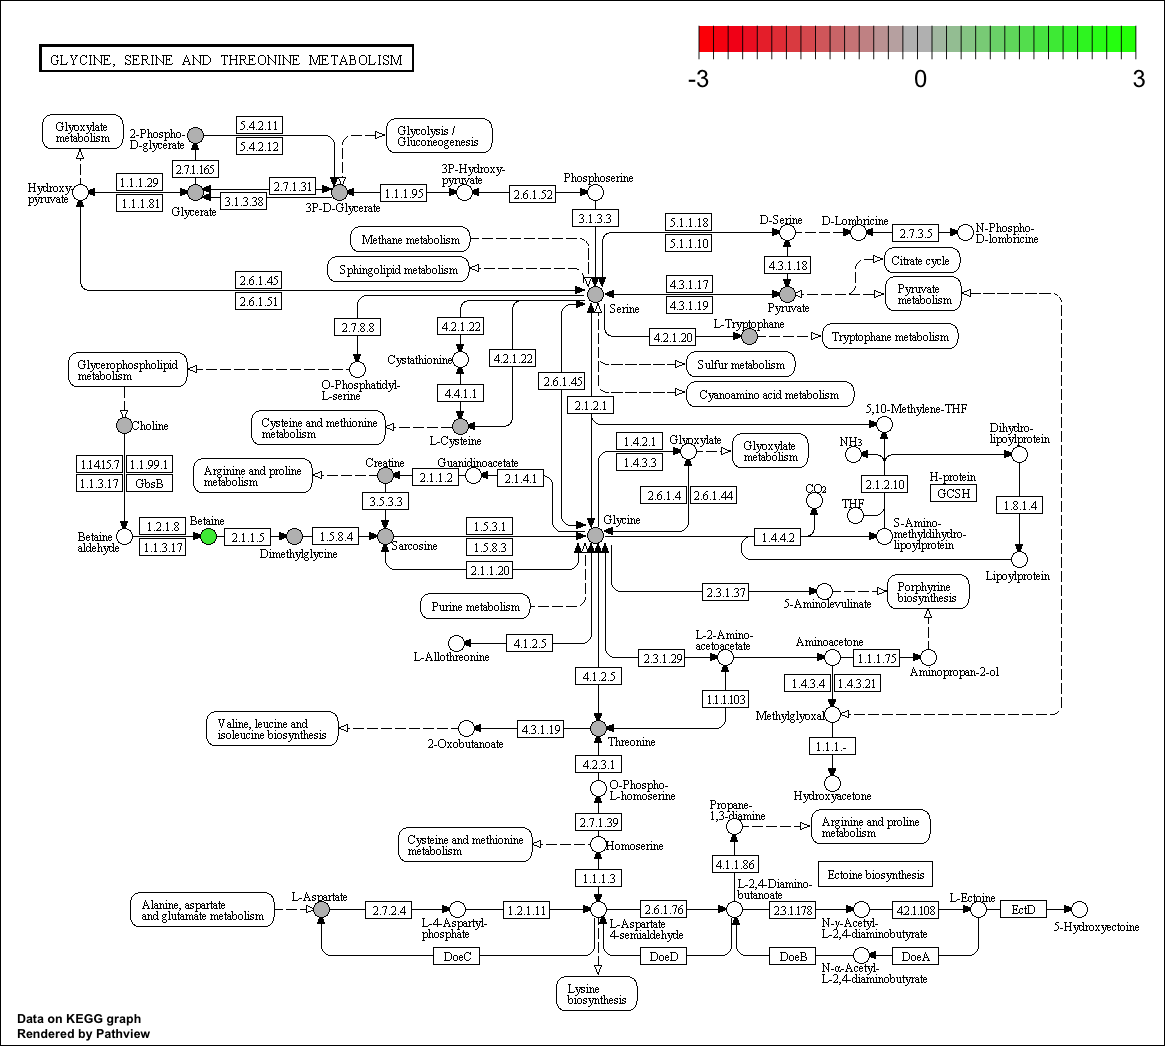 GLYCINE, SERINE AND THREONINE METABOLISM
-3
0
3
Glyoxylate
metabolism
2-Phospho-
D-glycerate
5.4.2.11
5.4.2.12
Glycolysis /
Gluconeogenesis
2.7.1.165
Hydroxy
pyruvate
1.1.1.29
1.1.1.81
Glycerate
2.7.1.31
3.1.3.38
3P-D-Glycerate
1.1.1.95
3P-Hydroxy-
pyruvate
2.6.1.52
Phosphoserine
3.1.3.3
Methane metabolism
Sphingolipid metabolism
5.1.1.18
5.1.1.10
D-Serine
D-Lombricine
2.7.3.5
N-Phospho-
D-lombricine
4.3.1.18
Citrate cycle
2.6.1.45
2.6.1.51
Serine
4.3.1.17
4.3.1.19
Pyruvate
Pyruvate
metabolism
2.7.8.8
4.2.1.22
4.2.1.20
L-Tryptophane
Tryptophane metabolism
Glycerophospholipid
metabolism
O-Phosphatidyl-
L-serine
Cystathionine
4.2.1.22
Sulfur metabolism
4.4.1.1
2.6.1.45
2.1.2.1
Cyanoamino acid metabolism
Choline
Cysteine and methionine
metabolism
L-Cysteine
5,10-Methylene-THF
1.14.15.7
1.1.99.1
1.1.3.17
GbsB
Arginine and proline
metabolism
Creatine
2.1.1.2
Guanidinoacetate
2.1.4.1
1.4.2.1
1.4.3.3
Glyoxylate
Glyoxylate
metabolism
NH3
Dihydro-
lipoylprotein
3.5.3.3
2.6.1.4
2.6.1.44
CO2
THF
2.1.2.10
H-protein
GCSH
1.8.1.4
Betaine
aldehyde
1.2.1.8
1.1.3.17
Betaine
2.1.1.5
Dimethylglycine
1.5.8.4
Sarcosine
1.5.3.1
1.5.8.3
2.1.1.20
Glycine
1.4.4.2
S-Amino-
methyldihydro-
lipoylprotein
Lipoylprotein
Purine metabolism
2.3.1.37
5-Aminolevulinate
Porphyrine
biosynthesis
L-Allothreonine
4.1.2.5
2.3.1.29
L-2-Amino-
acetoacetate
Aminoacetone
1.1.1.75
Aminopropan-2-ol
4.1.2.5
1.1.1.103
1.4.3.4
1.4.3.21
Methylglyoxal
Valine, leucine and
isoleucine biosynthesis
2-Oxobutanoate
4.3.1.19
Threonine
1.1.1.-
Hydroxyacetone
4.2.3.1
O-Phospho-
L-homoserine
2.7.1.39
Propane-
1,3-diamine
Arginine and proline
metabolism
Cysteine and methionine
metabolism
Homoserine
4.1.1.86
Ectoine biosynthesis
1.1.1.3
Alanine, aspartate
and glutamate metabolism
L-Aspartate
2.7.2.4
L-4-Aspartyl-
phosphate
1.2.1.11
L-Aspartate
4-semialdehyde
2.6.1.76
L-2,4-Diamino-
butanoate
2.3.1.178
N-γ-Acetyl-
L-2,4-diaminobutyrate
4.2.1.108
L-Ectoine
EctD
5-Hydroxyectoine
DoeC
DoeD
DoeB
N-α-Acetyl-
L-2,4-diaminobutyrate
DoeA
Lysine
biosynthesis
Data on KEGG graph
Rendered by Pathview